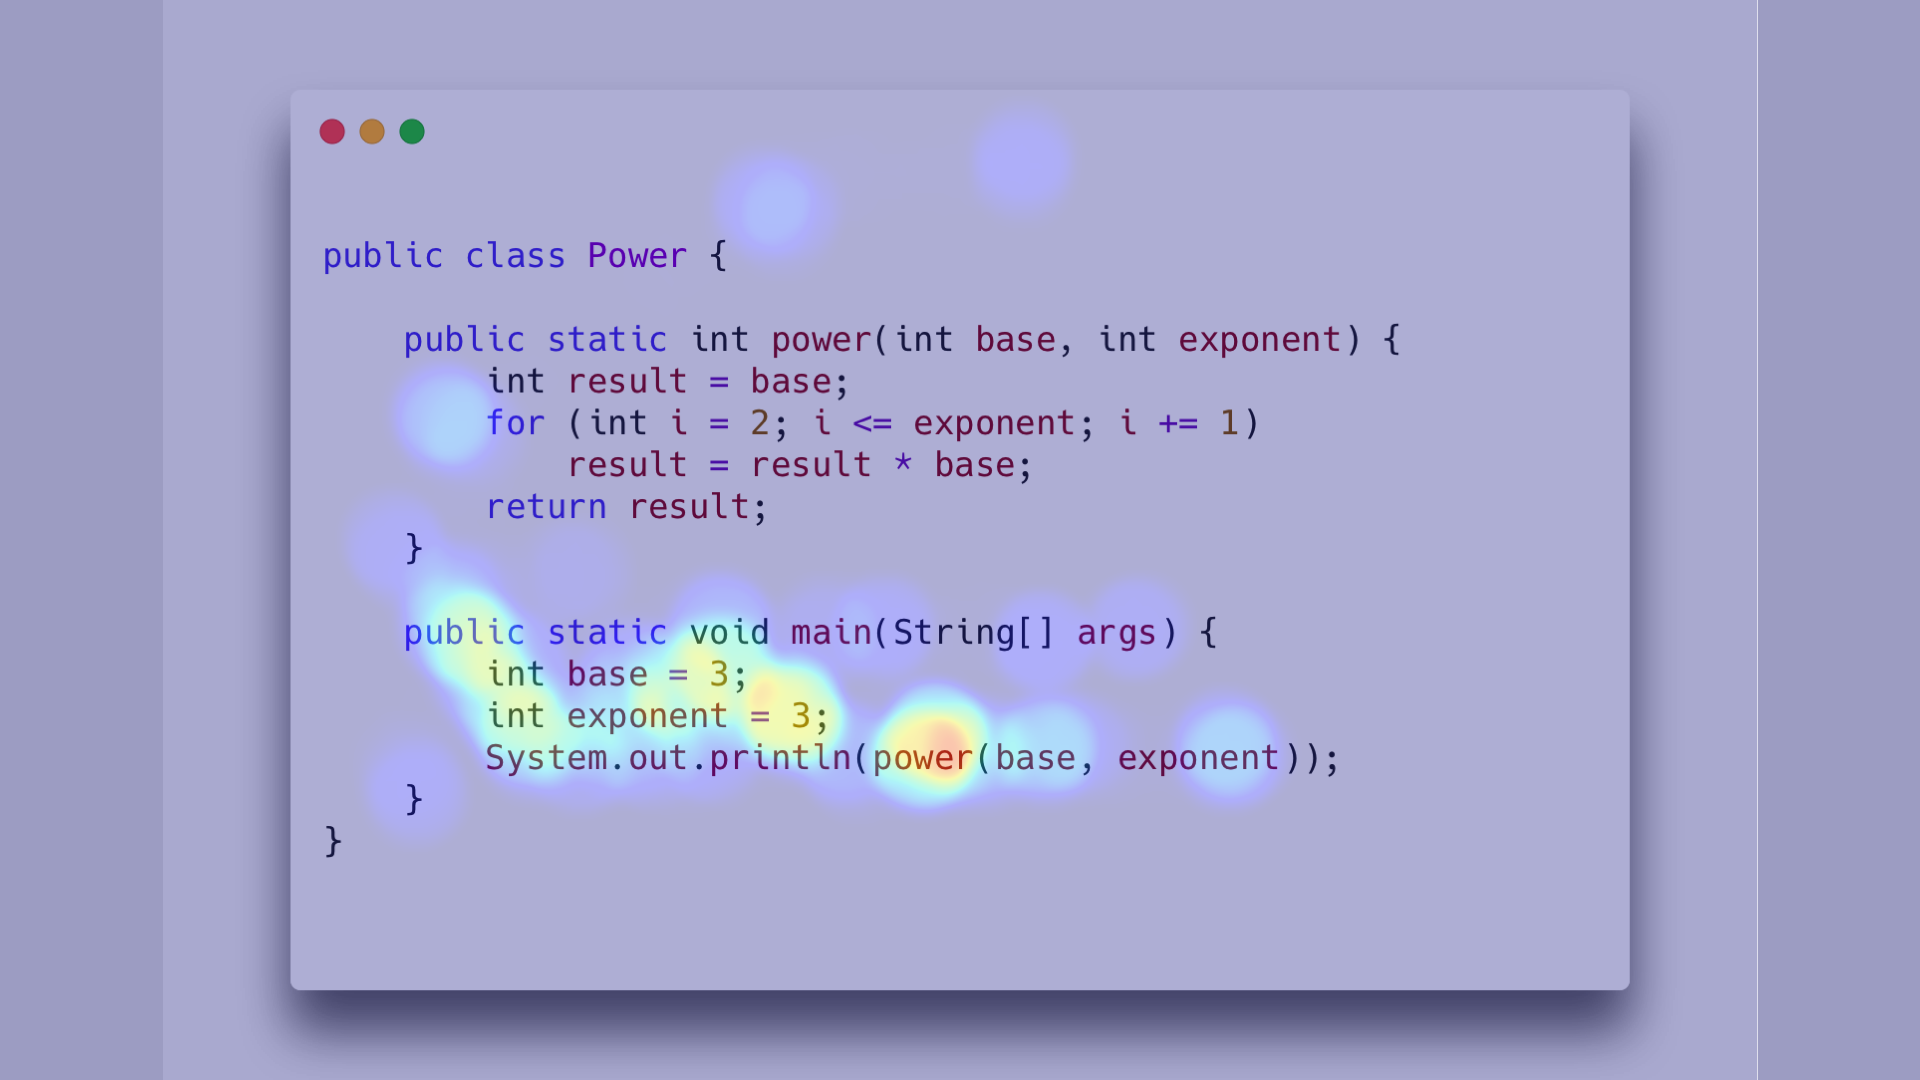 public class Power {
public static int power(int base, int exponent) {
int result = base;
for (int i = 2; i <= exponent; i += 1)
result = result * base;
return result;
}
public static void main(String[] args) {
int base = 3;
int exponent = 3;
System.out.println(power(base, exponent));
}
}